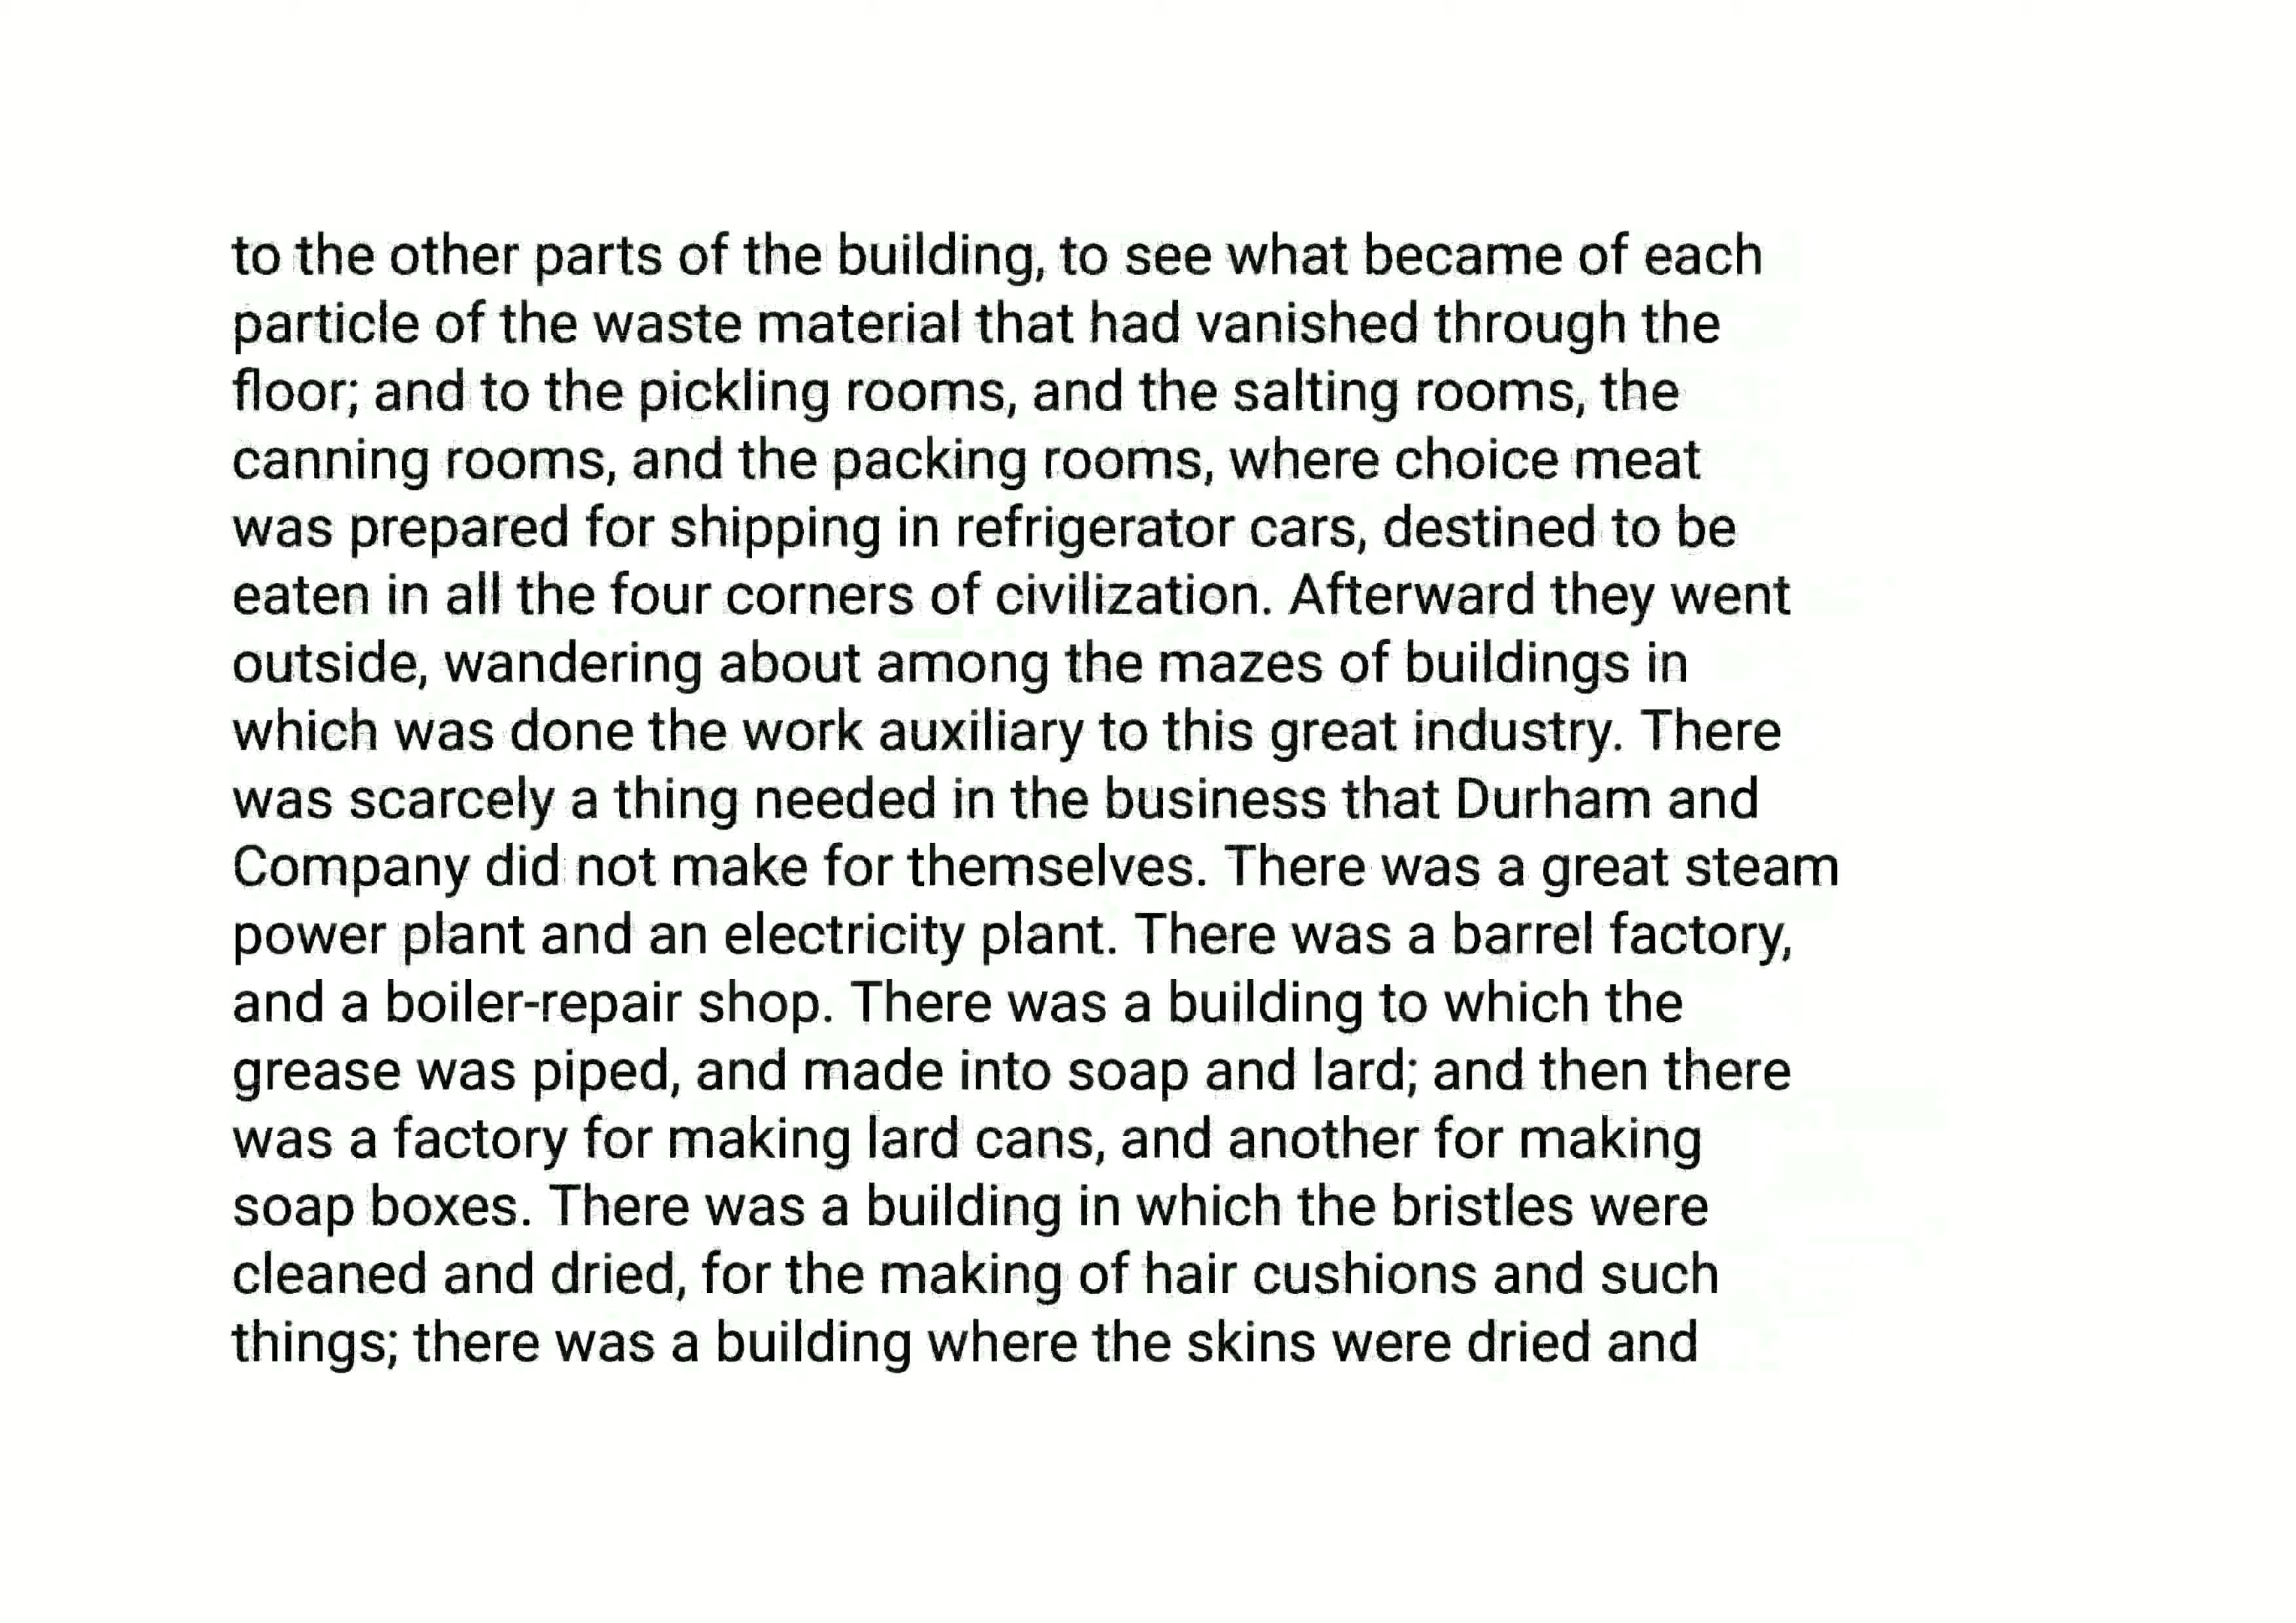 to the other parts of the building, to see what became of each
particle of the waste material that had vanished through the
floor; and to the pickling rooms, and the salting rooms, the
canning rooms, and the packing rooms, where choice meat
was prepared for shipping in refrigerator cars, destined to be
eaten in all the four corners of civilization. Afterward they went
outside, wandering about among the mazes of buildings in
which was done the work auxiliary to this great industry. There
was scarcely a thing needed in the business that Durham and
Company did not make for themselves. There was a great steam
power plant and an electricity plant. There was a barrel factory,
and a boiler-repair shop. There was a building to which the
grease was piped, and made into soap and lard; and then there
was a factory for making lard cans, and another for making
soap boxes. There was a building in which the bristles were
cleaned and dried, for the making of hair cushions and such
things; there was a building where the skins were dried and